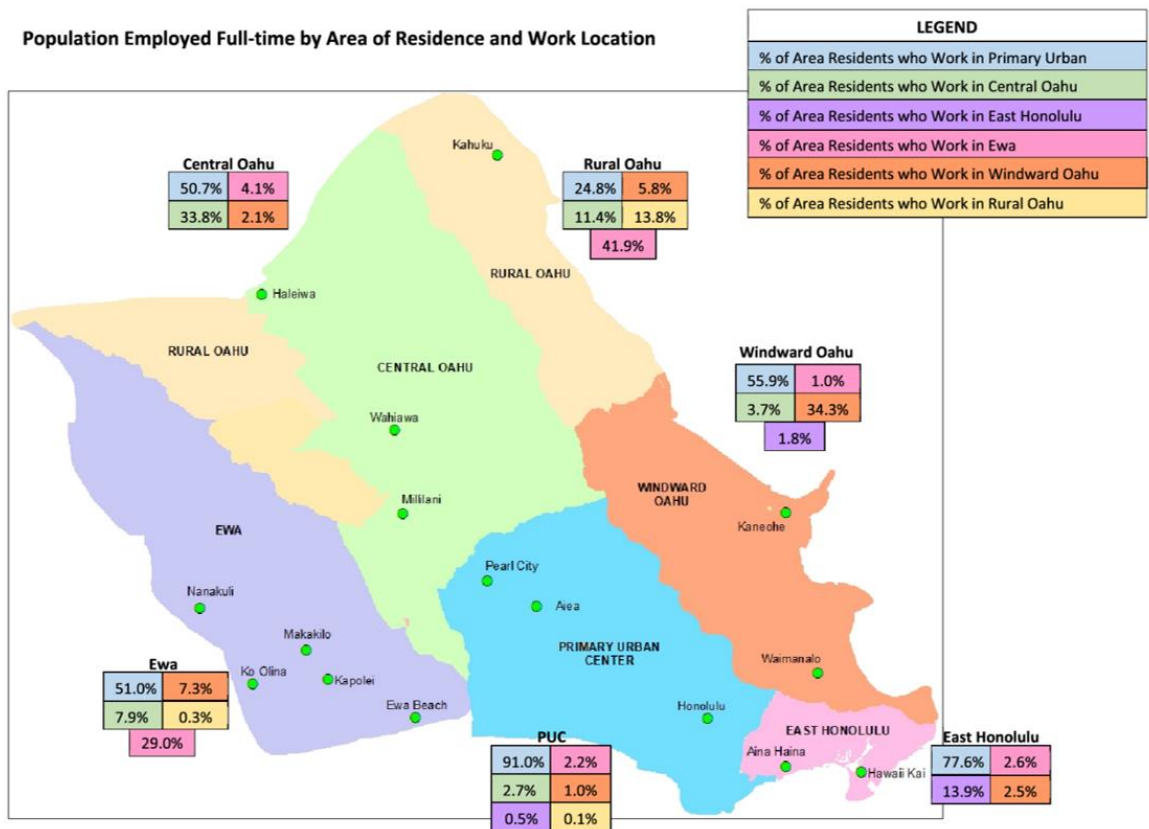 Population Employed Full-time by Area of Residence and Work Location
LEGEND
% of Area Residents who Work in Primary Urban
% of Area Residents who Work in Central Oahu
% of Area Residents who Work in East Honolulu
% of Area Residents who Work in Ewa
% of Area Residents who Work in Windward Oahu
% of Area Residents who Work in Rural Oahu
Kahuku
Central Oahu
50.7% 4.1%
33.8% 2.1%
Rural Oahu
24.8% 5.8%
11.4% 13.8%
41.9%
RURAL OAHU
Haleiwa
RURAL OAHU
CENTRAL OAHU
Windward Oahu
55.9% 1.0%
3.7% 34.3%
1.8%
Wahiawa
Mililani
WINDWARD
OAHU
Kaneohe
EWA
Pearl City
Aiea
Nanakuli
Makakilo
PRIMARY URBAN
CENTER
Waimanalo
Ewa
51.0% 7.3%
7.9% 0.3%
29.0%
Ko Olina
Kapolei
Ewa Beach
Honolulu
EAST HONOLULU
PUC
91.0% 2.2%
2.7% 1.0%
0.5% 0.1%
Aina Haina
Hawaii Kai
East Honolulu
77.6% 2.6%
13.9% 2.5%